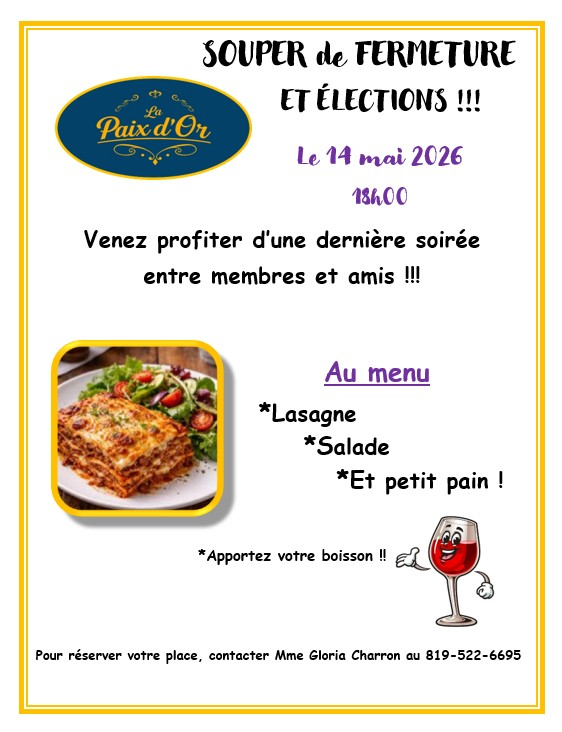 SOUPER de FERMETURE
ET ÉLECTIONS !!!
La
Paix d'Or
Le 14 mai 2026
18h00
Venez profiter d'une dernière soirée
entre membres et amis !!!
Au menu
*Lasagne
*Salade
*Et petit pain !
*Apportez votre boisson !!
Pour réserver votre place, contacter Mme Gloria Charron au 819-522-6695